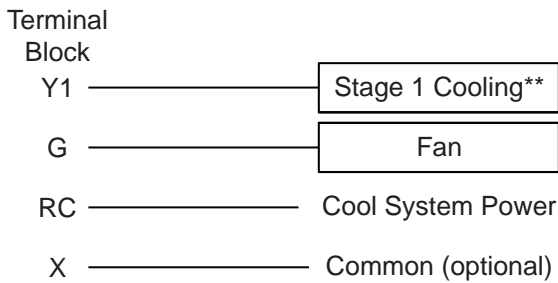 Terminal
Block
Y1 Stage 1 Cooling**
G Fan
RC Cool System Power
X Common (optional)